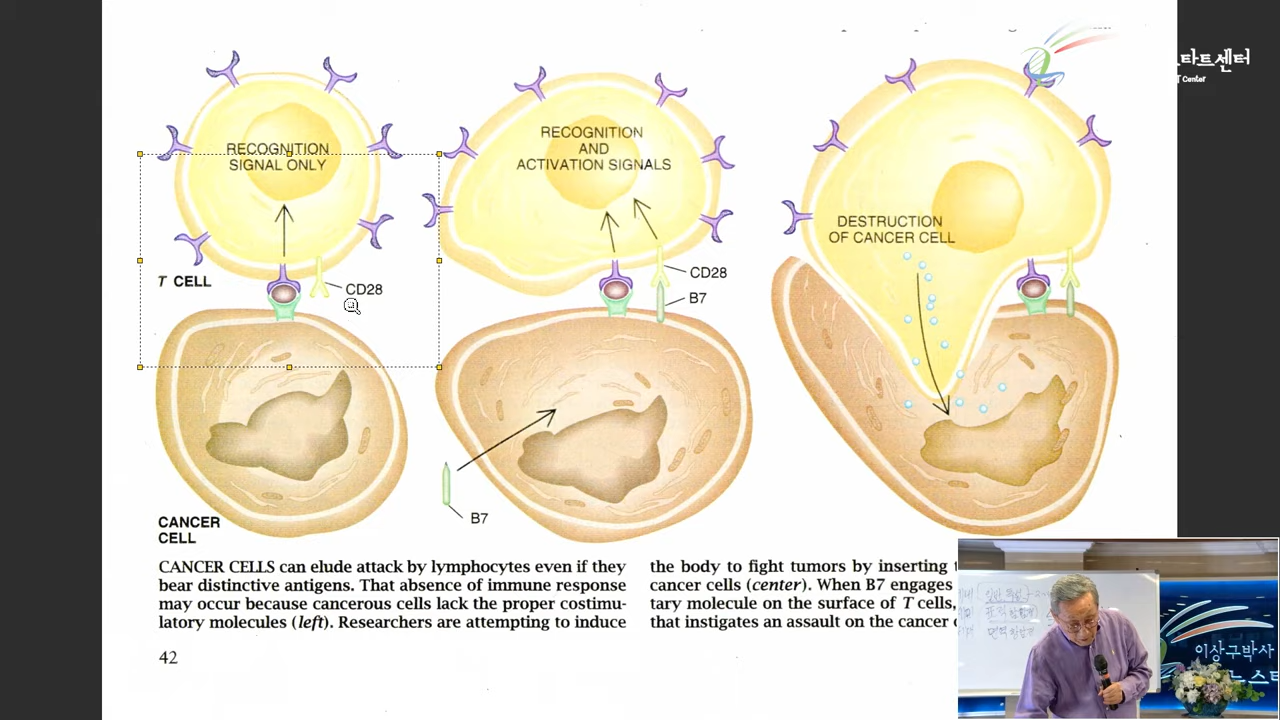 타트센터
T Center
RECOGNITION
SIGNAL ONLY
RECOGNITION
AND
ACTIVATION SIGNALS
DESTRUCTION
OF CANCER CELL
T CELL
CD28
CD28
B7
B7
CANCER
CELL
CANCER CELLS can elude attack by lymphocytes even if they
bear distinctive antigens. That absence of immune response
may occur because cancerous cells lack the proper costimu-
latory molecules (left). Researchers are attempting to induce
the body to fight tumors by inserting
cancer cells (center). When B7 engages
tary molecule on the surface of T cells,
that instigates an assault on the cancer
42
이상구박사
뉴스타